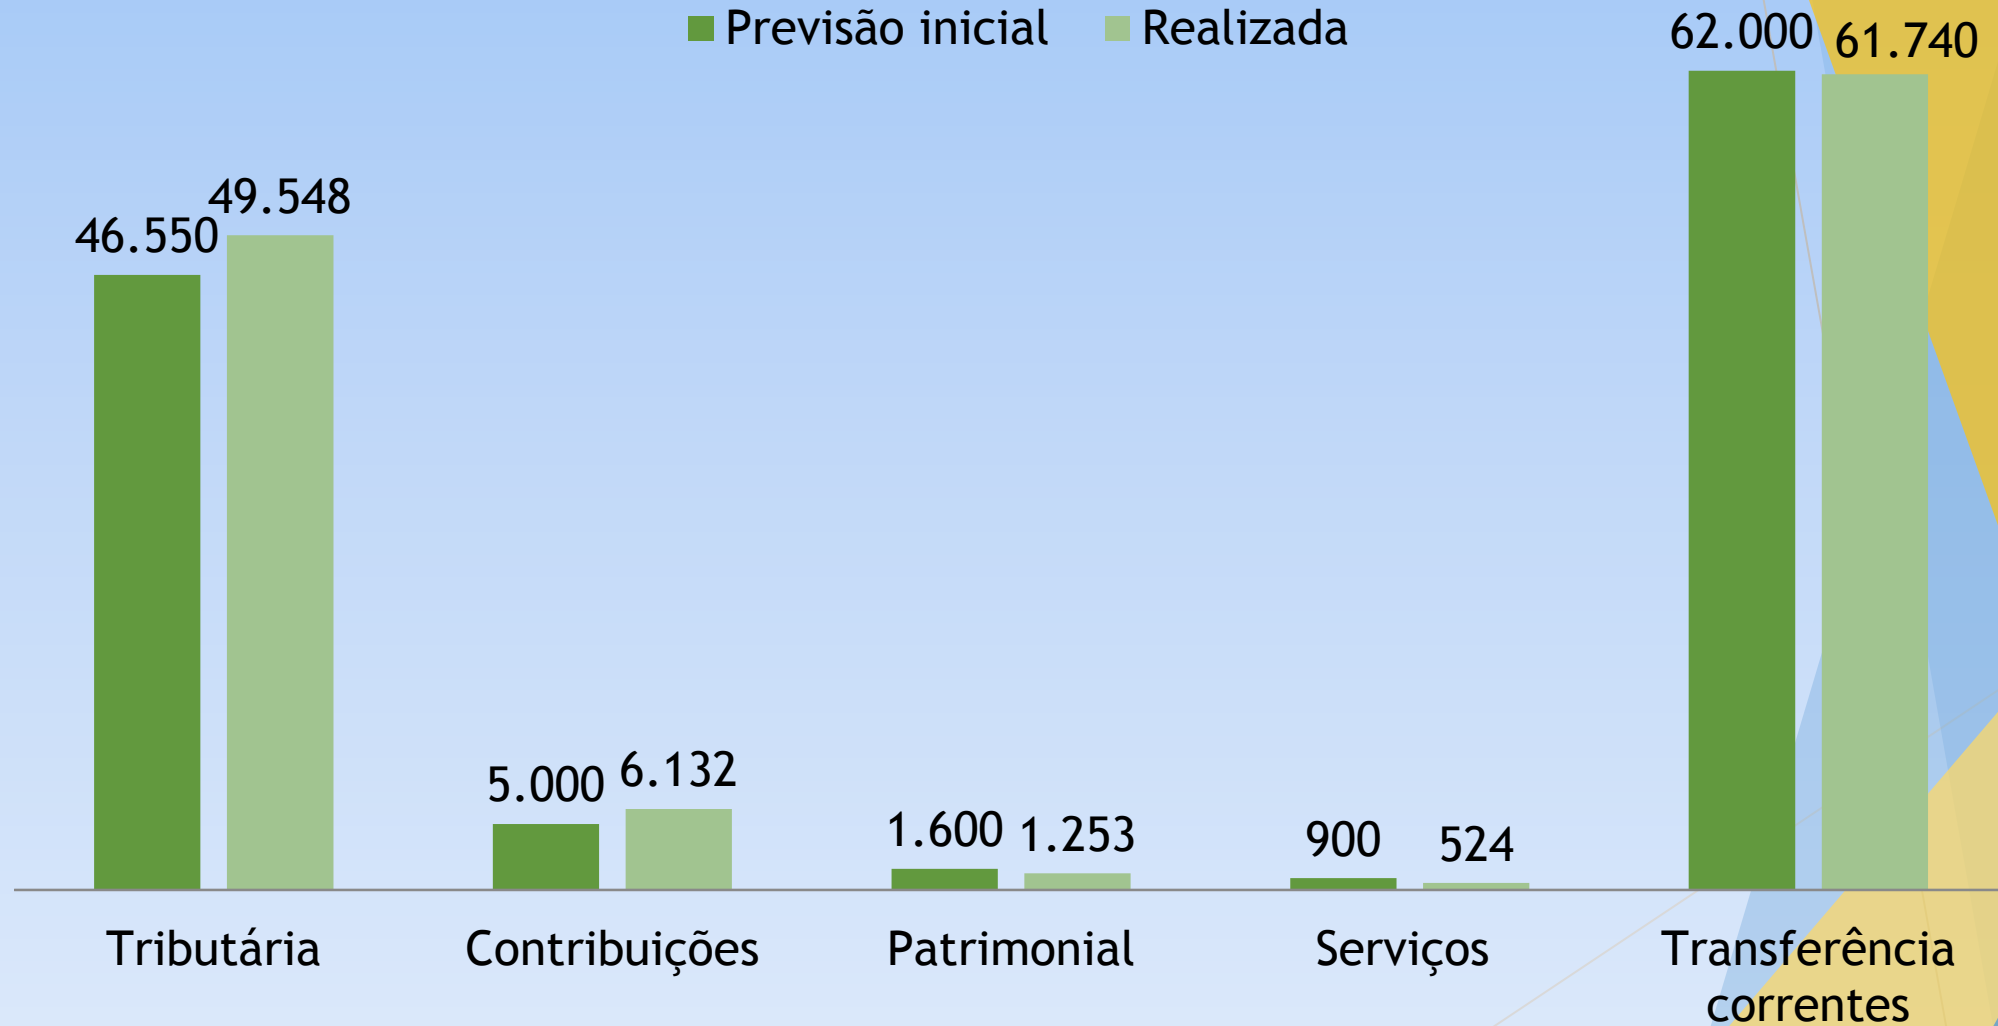 Previsão inicial Realizada
62.000 61.740
46.550 49.548
5.000 6.132
1.600 1.253
900 524
Tributária Contribuições Patrimonial Serviços Transferência
correntes